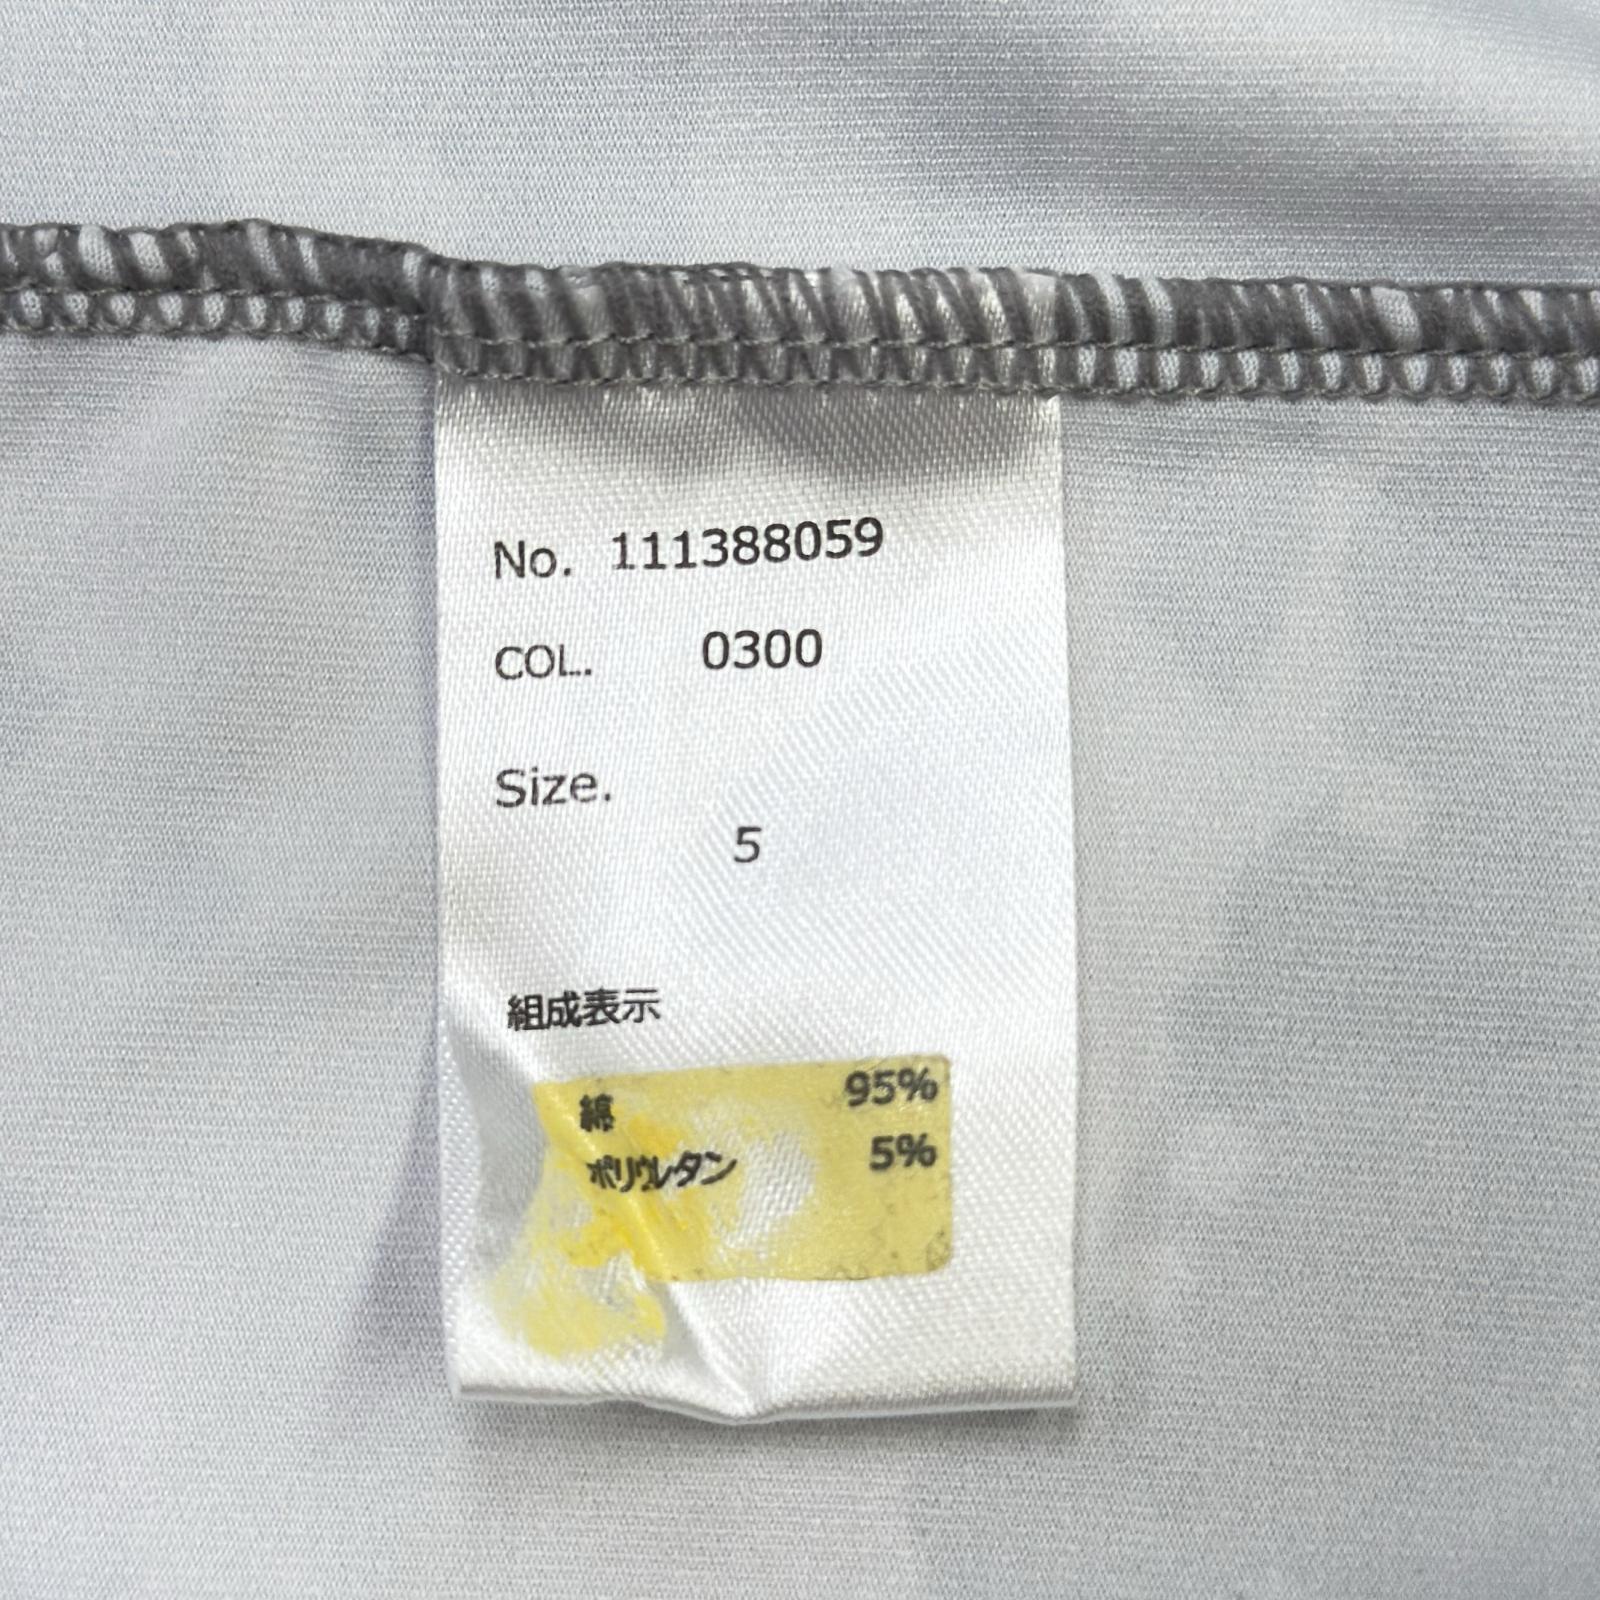 No. 111388059
COL. 0300
Size.
5
組成表示
綿 95%
ポリウレタン 5%